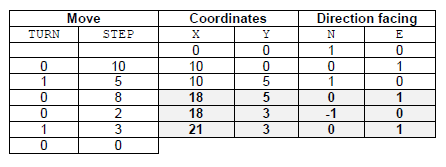 Move Coordinates Direction facing
TURN STEP X Y N E
0 0 1 0
0 10 10 0 0 1
1 5 10 5 1 0
0 8 18 5 0 1
0 2 18 3 -1 0
1 3 21 3 0 1
0 0